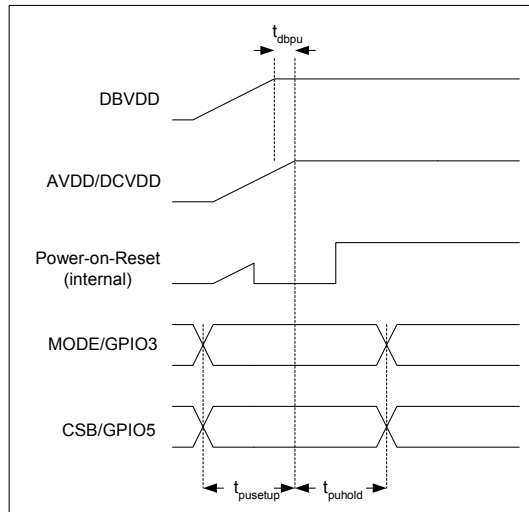 tdbpu
DBVDD
AVDD/DCVDD
Power-on-Reset
(internal)
MODE/GPIO3
CSB/GPIO5
tpusetup
tpuhold